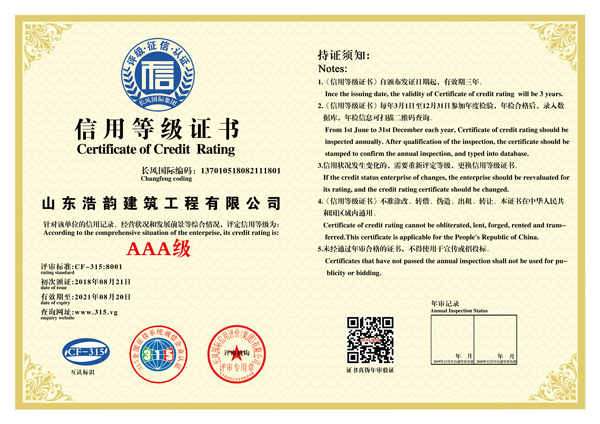 评级·征信·认证
信
长风国际集团
信用等级证书
Certificate of Credit Rating
长风国际编码：137010518082111801
Changfeng coding
山东浩韵建筑工程有限公司
针对该单位的信用记录、经营状况和发展前景等综合情况，评定信用等级为：
According to the comprehensive situation of the enterprise, its credit rating is:
AAA级
评审标准:CF-315:8001
rating standard
初次颁证:2018年08月21日
date of issue
有效期至:2021年08月20日
date of expiry
查询网址:www.315.vg
enquiry website
CF-315
互认标识
315
评审机构
评审专用章
持证须知:
Notes:
1.《信用等级证书》自颁布发证日期起，有效期三年。
Ince the issuing date, the validity of Certificate of credit rating will be 3 years.
2.《信用等级证书》每年3月1日至12月31日参加年度检验，年检合格后，录入数
据库，年检信息可扫描二维码查询。
From 1st June to 31st December each year, Certificate of credit rating should be
inspected annually. After qualification of the inspection, the certificate should be
stamped to confirm the annual inspection, and typed into database.
3.信用状况发生变化的，需要重新评定等级，更换信用等级证书。
If the credit status enterprise of changes, the enterprise should be reevaluated for
its rating, and the credit rating certificate should be changed.
4.《信用等级证书》不准涂改、转借、伪造、出租、转让。本证书在中华人民共
和国区域内通用。
Certificate of credit rating cannot be obliterated, lent, forged, rented and trans-
ferred.This certificate is applicable for the People's Republic of China.
5.未经通过年审合格的证书，不得使用于宣传或招投标。
Certificates that have not passed the annual inspection shall not be used for pu-
blicity or bidding.
证书真伪年审验证
年审记录
Annual Inspection Status
年 月 年 月